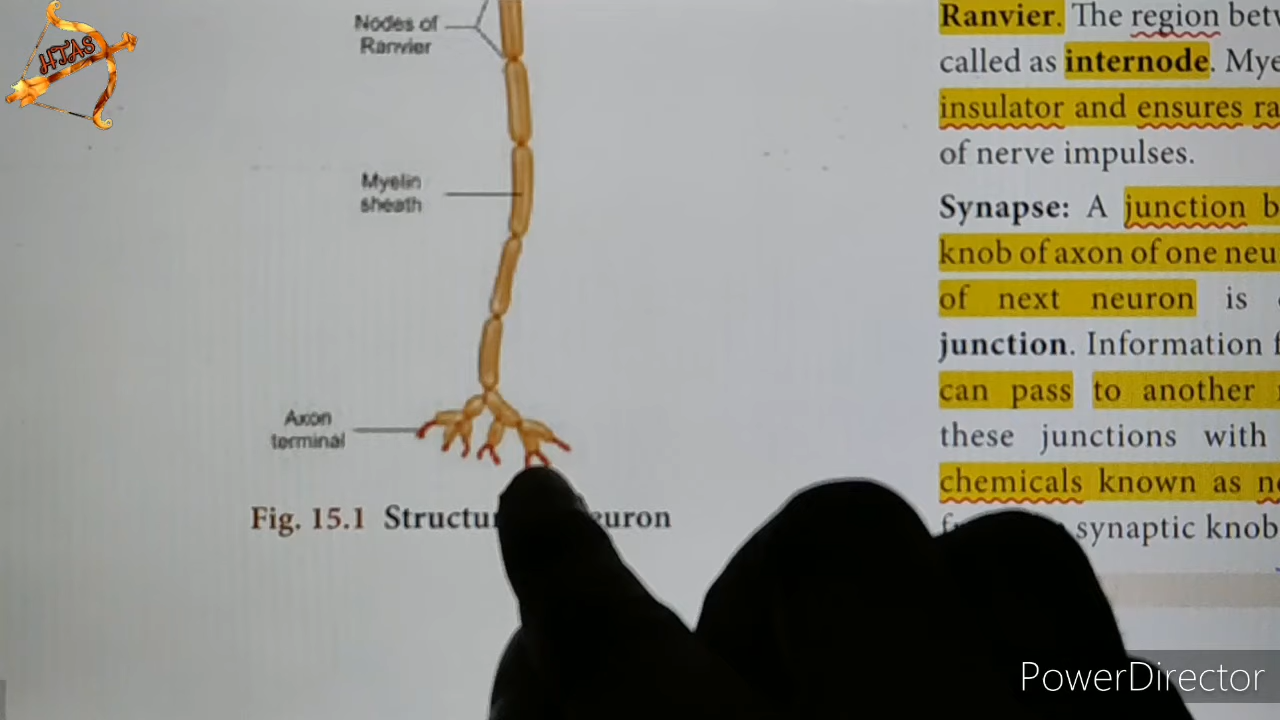 HTAS
Nodes of
Ranvier
Myelin
sheath
Axon
terminal
Fig. 15.1 Structu euron
Ranvier. The region betw
called as internode. Mye
insulator and ensures ra
of nerve impulses.
Synapse: A junction b
knob of axon of one neu
of next neuron is
junction. Information f
can pass to another
these junctions with
chemicals known as ne
synaptic knob
PowerDirector